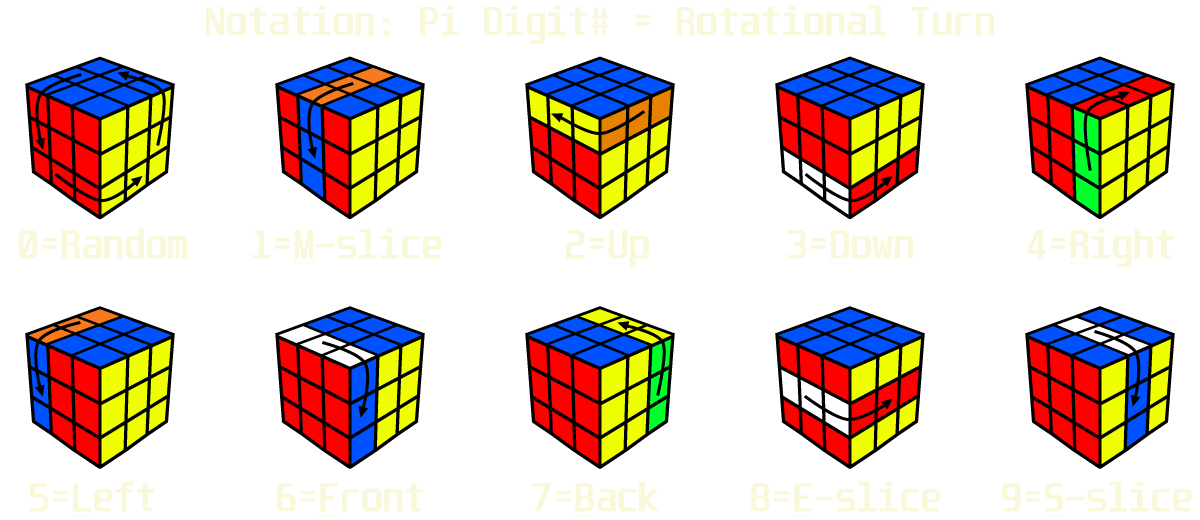 Notation: Pi Digit# = Rotational Turn
0=Random 1=M-slice 2=Up 3=Down 4=Right
5=Left 6=Front 7=Back 8=E-slice 9=S-slice